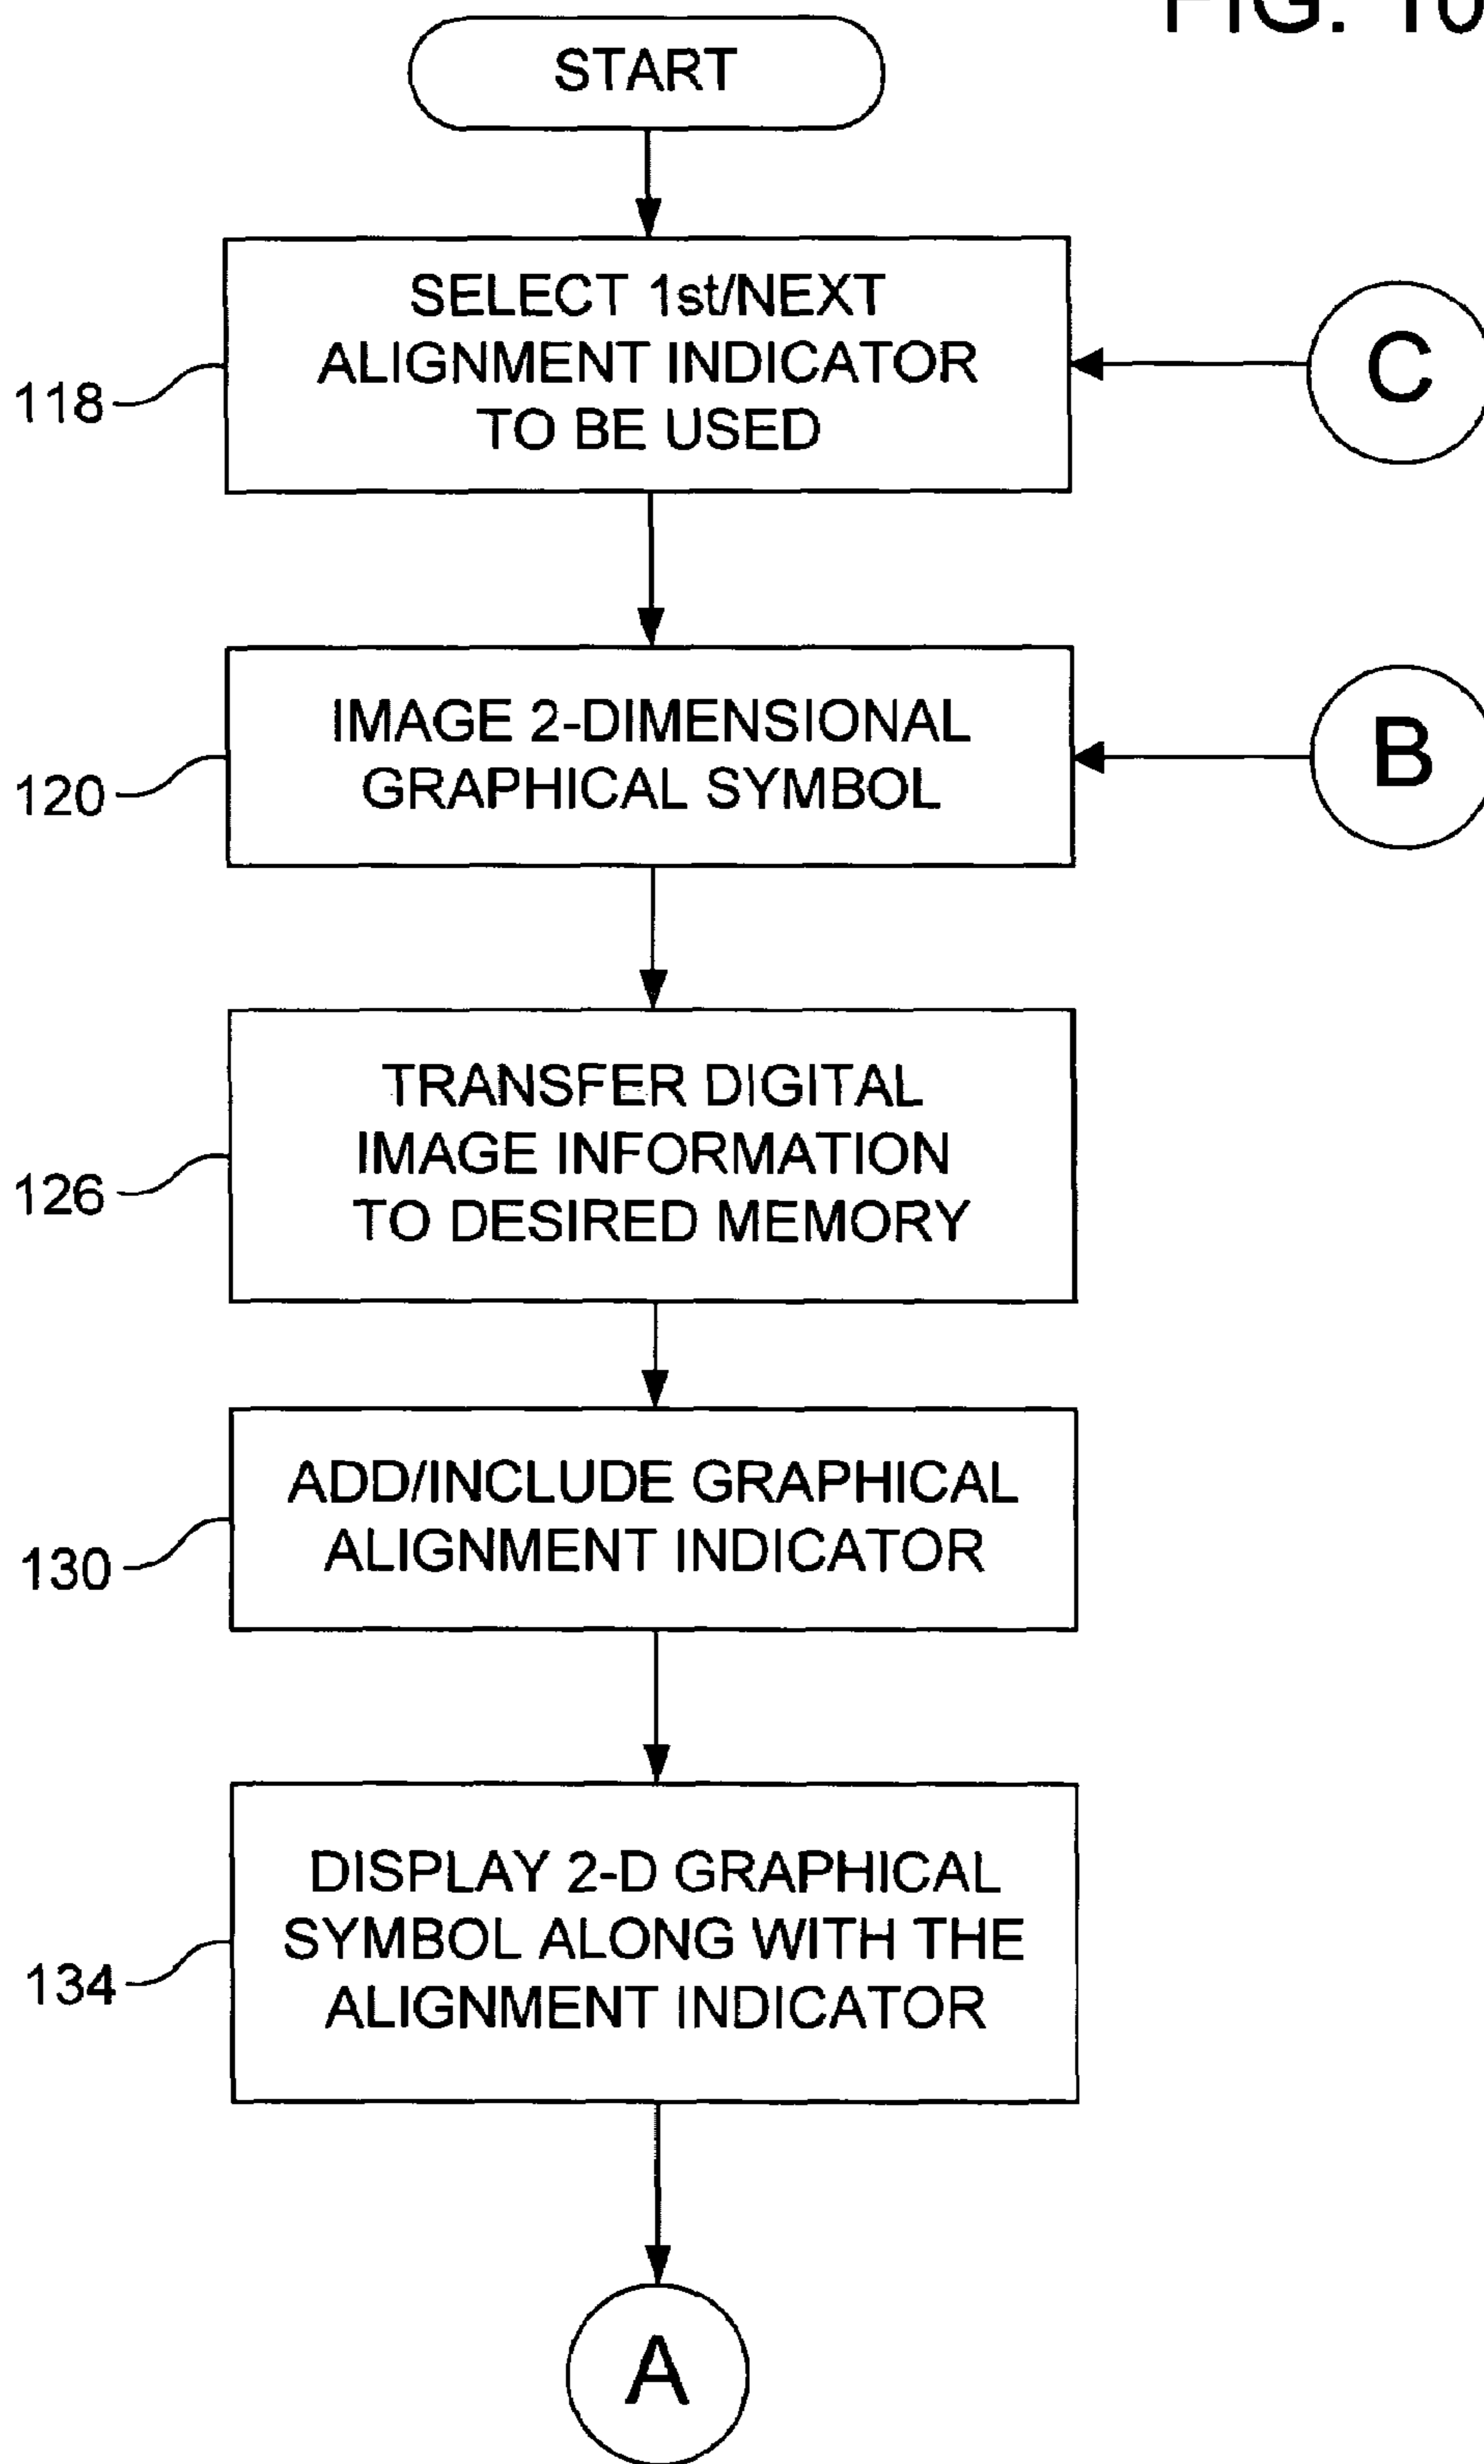 FIG. 10
START
SELECT 1st/NEXT
ALIGNMENT INDICATOR
TO BE USED
118
C
IMAGE 2-DIMENSIONAL
GRAPHICAL SYMBOL
120
B
TRANSFER DIGITAL
IMAGE INFORMATION
TO DESIRED MEMORY
126
ADD/INCLUDE GRAPHICAL
ALIGNMENT INDICATOR
130
DISPLAY 2-D GRAPHICAL
SYMBOL ALONG WITH THE
ALIGNMENT INDICATOR
134
A